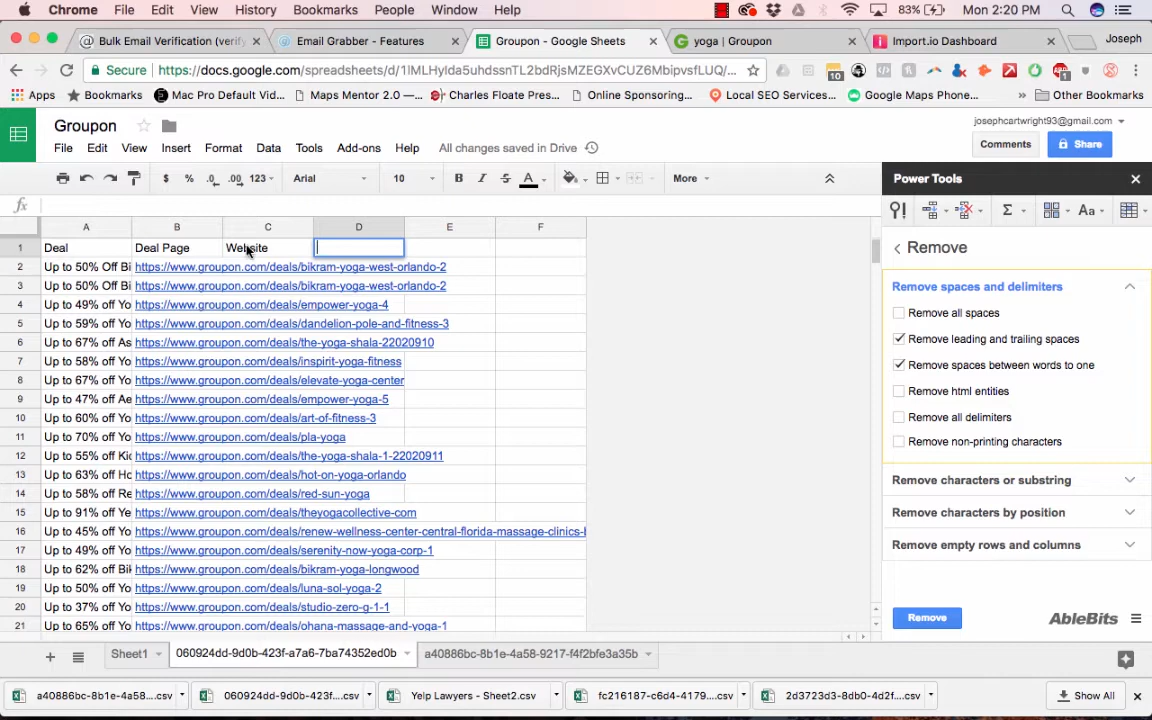 Chrome File Edit View History Bookmarks People Window Help 83% Mon 2:20 PM
Bulk Email Verification (verif Email Grabber - Features Groupon - Google Sheets yoga | Groupon Import.io Dashboard Joseph
Secure https://docs.google.com/spreadsheets/d/
Apps Bookmarks Mac Pro Default Vid... Maps Mentor 2.0 —... Charles Floate Pres... Online Sponsoring... Local SEO Services... Google Maps Phone... » Other Bookmarks
Groupon josephcartwright93@gmail.com
File Edit View Insert Format Data Tools Add-ons Help All changes saved in Drive Comments Share
$ % .0 .00 123 Arial 10 B I S A More Power Tools
fx Σ Aa
A B C D E F
1 Deal Deal Page Website
Remove
2 Up to 50% Off Bi https://www.groupon.com/deals/bikram-yoga-west-orlando-2
3 Up to 50% Off Bi https://www.groupon.com/deals/bikram-yoga-west-orlando-2
Remove spaces and delimiters
4 Up to 49% off Yo https://www.groupon.com/deals/empower-yoga-4
Remove all spaces
5 Up to 59% off Yo https://www.groupon.com/deals/dandelion-pole-and-fitness-3
6 Up to 67% off As https://www.groupon.com/deals/the-yoga-shala-22020910
Remove leading and trailing spaces
7 Up to 58% off Yo https://www.groupon.com/deals/inspirit-yoga-fitness
Remove spaces between words to one
8 Up to 67% off Yo https://www.groupon.com/deals/elevate-yoga-center
9 Up to 47% off Ae https://www.groupon.com/deals/empower-yoga-5
Remove html entities
10 Up to 60% off Yo https://www.groupon.com/deals/art-of-fitness-3
Remove all delimiters
11 Up to 70% off Yo https://www.groupon.com/deals/pla-yoga
Remove non-printing characters
12 Up to 55% off Kic https://www.groupon.com/deals/the-yoga-shala-1-22020911
13 Up to 63% off Ho https://www.groupon.com/deals/hot-on-yoga-orlando
Remove characters or substring
14 Up to 58% off Re https://www.groupon.com/deals/red-sun-yoga
15 Up to 91% off Ye https://www.groupon.com/deals/theyogacollective-com
Remove characters by position
16 Up to 45% off Yo https://www.groupon.com/deals/renew-wellness-center-central-florida-massage-clinics-
17 Up to 49% off Yo https://www.groupon.com/deals/serenity-now-yoga-corp-1
Remove empty rows and columns
18 Up to 62% off Bik https://www.groupon.com/deals/bikram-yoga-longwood
19 Up to 50% off Yo https://www.groupon.com/deals/luna-sol-yoga-2
20 Up to 37% off Yo https://www.groupon.com/deals/studio-zero-g-1-1
Remove AbleBits
21 Up to 65% off Yo https://www.groupon.com/deals/ohana-massage-and-yoga-1
Sheet1 060924dd-9d0b-423f-a7a6-7ba74352ed0b a40886bc-8b1e-4a58-9217-f4f2bfe3a35b
a40886bc-8b1e-4a58....csv 060924dd-9d0b-423f....csv Yelp Lawyers - Sheet2.csv fc216187-c6d4-4179....csv 2d3723d3-8db0-4d2f....csv Show All